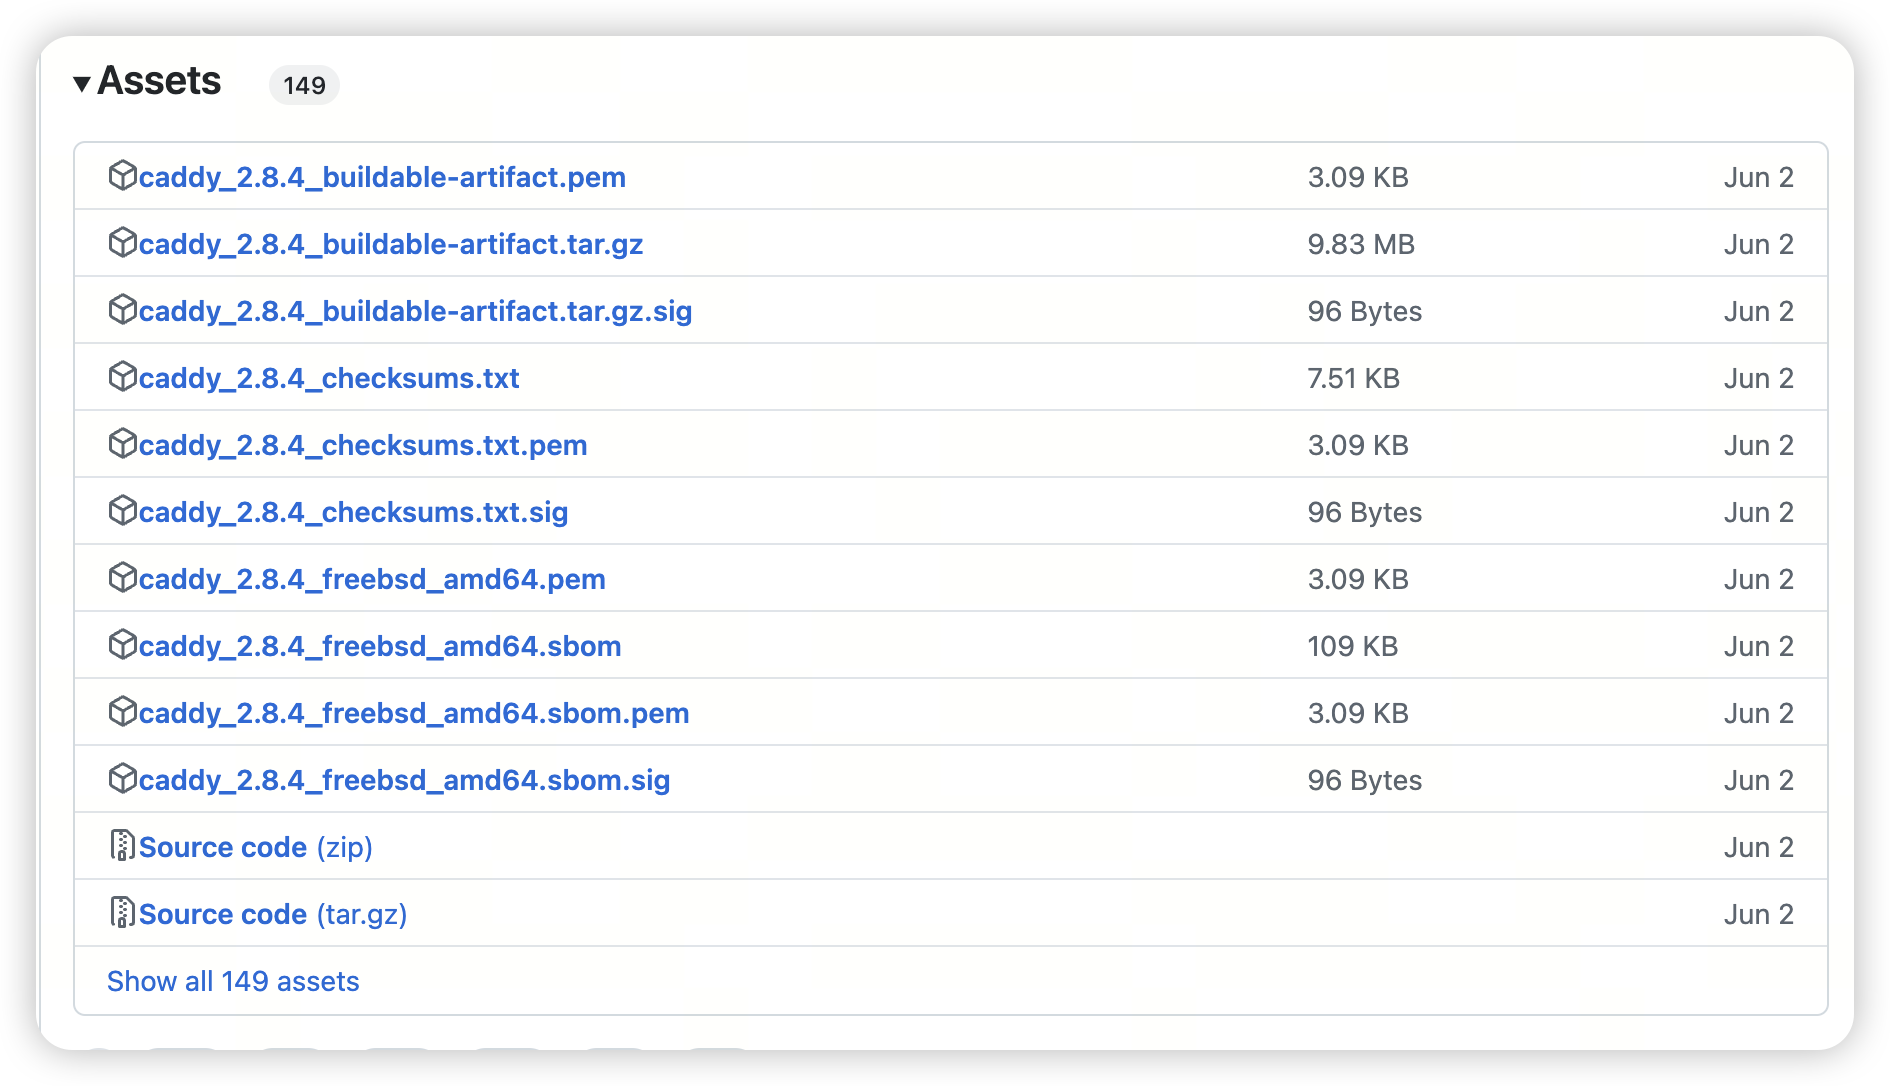 Assets 149
caddy_2.8.4_buildable-artifact.pem 3.09 KB Jun 2
caddy_2.8.4_buildable-artifact.tar.gz 9.83 MB Jun 2
caddy_2.8.4_buildable-artifact.tar.gz.sig 96 Bytes Jun 2
caddy_2.8.4_checksums.txt 7.51 KB Jun 2
caddy_2.8.4_checksums.txt.pem 3.09 KB Jun 2
caddy_2.8.4_checksums.txt.sig 96 Bytes Jun 2
caddy_2.8.4_freebsd_amd64.pem 3.09 KB Jun 2
caddy_2.8.4_freebsd_amd64.sbom 109 KB Jun 2
caddy_2.8.4_freebsd_amd64.sbom.pem 3.09 KB Jun 2
caddy_2.8.4_freebsd_amd64.sbom.sig 96 Bytes Jun 2
Source code (zip) Jun 2
Source code (tar.gz) Jun 2
Show all 149 assets